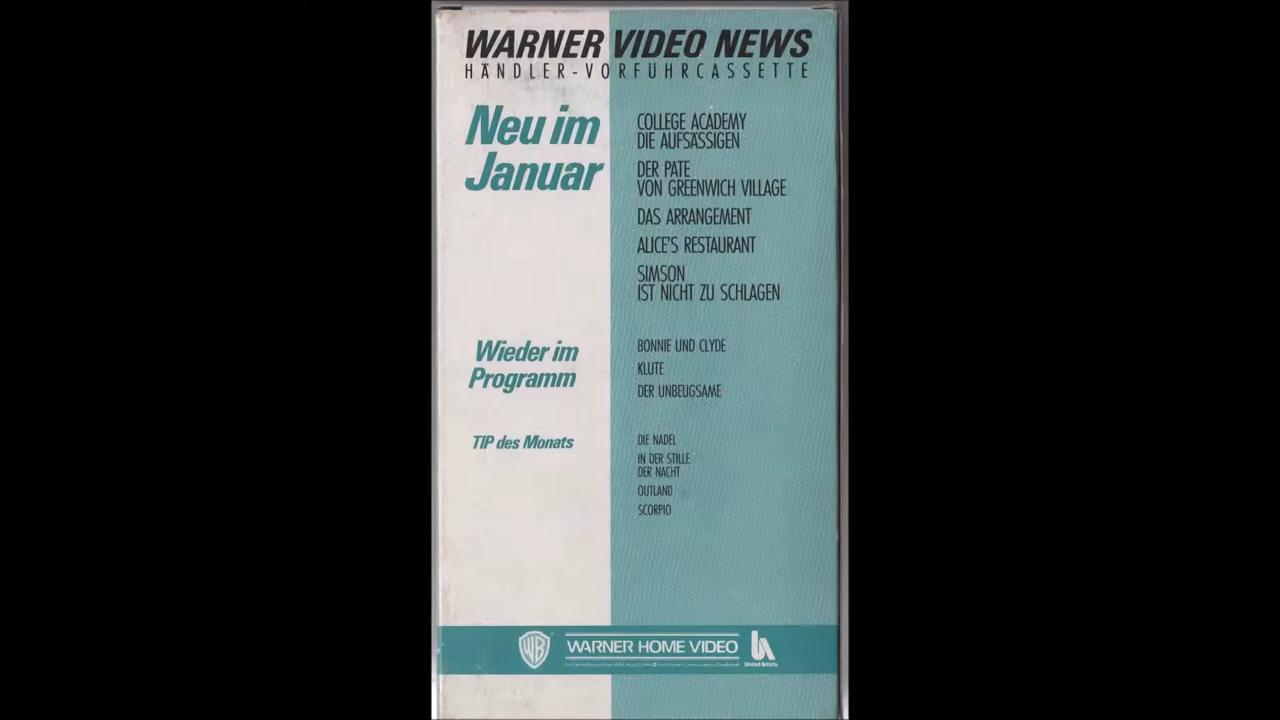 WARNER VIDEO NEWS
HÄNDLER-VORFÜHRCASSETTE
Neu im
Januar
COLLEGE ACADEMY
DIE AUFSÄSSIGEN
DER PATE
VON GREENWICH VILLAGE
DAS ARRANGEMENT
ALICE'S RESTAURANT
SIMSON
IST NICHT ZU SCHLAGEN
Wieder im
Programm
BONNIE UND CLYDE
KLUTE
DER UNBEUGSAME
TIP des Monats
DIE NADEL
IN DER STILLE
DER NACHT
OUTLAND
SCORPIO
WB
WARNER HOME VIDEO
United Artists